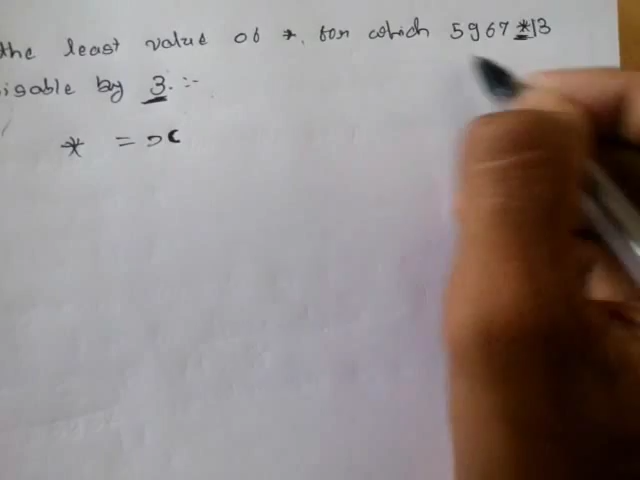 the least value of *. for which 5967*13
isable by 3. :-
* = x